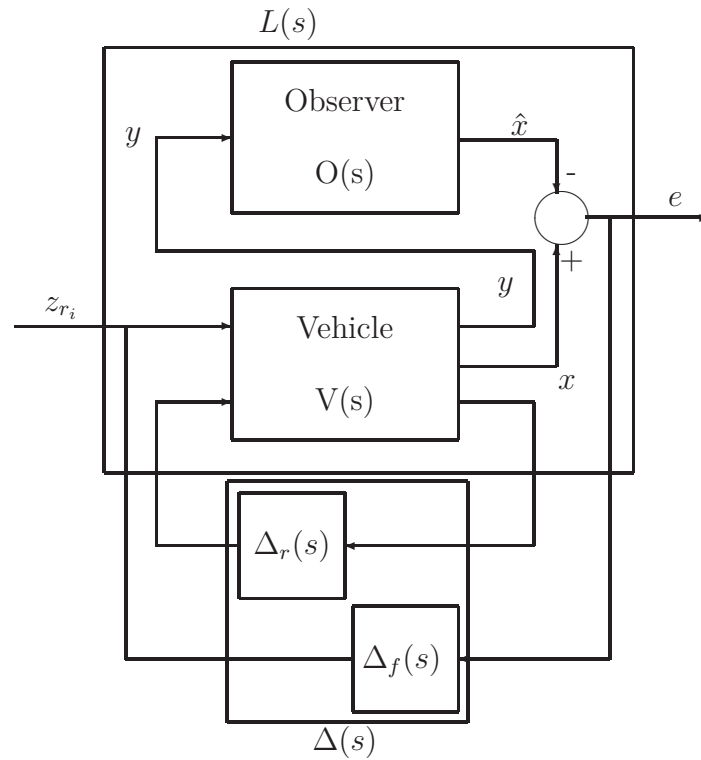 L(s)
Observer
y
x̂
O(s)
-
e
+
y
z_{r_i}
Vehicle
x
V(s)
Δ_r(s)
Δ_f(s)
Δ(s)